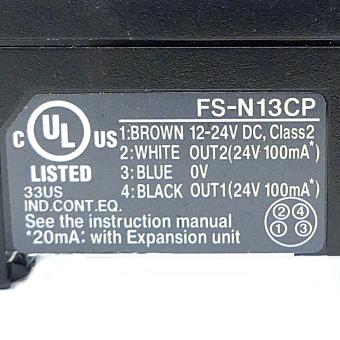 FS-N13CP
C UL US
LISTED
33US
IND.CONT.EQ.
1:BROWN 12-24V DC, Class2
2:WHITE OUT2(24V 100mA*)
3:BLUE 0V
4:BLACK OUT1(24V 100mA*)
See the instruction manual
*20mA: with Expansion unit
② ④
① ③